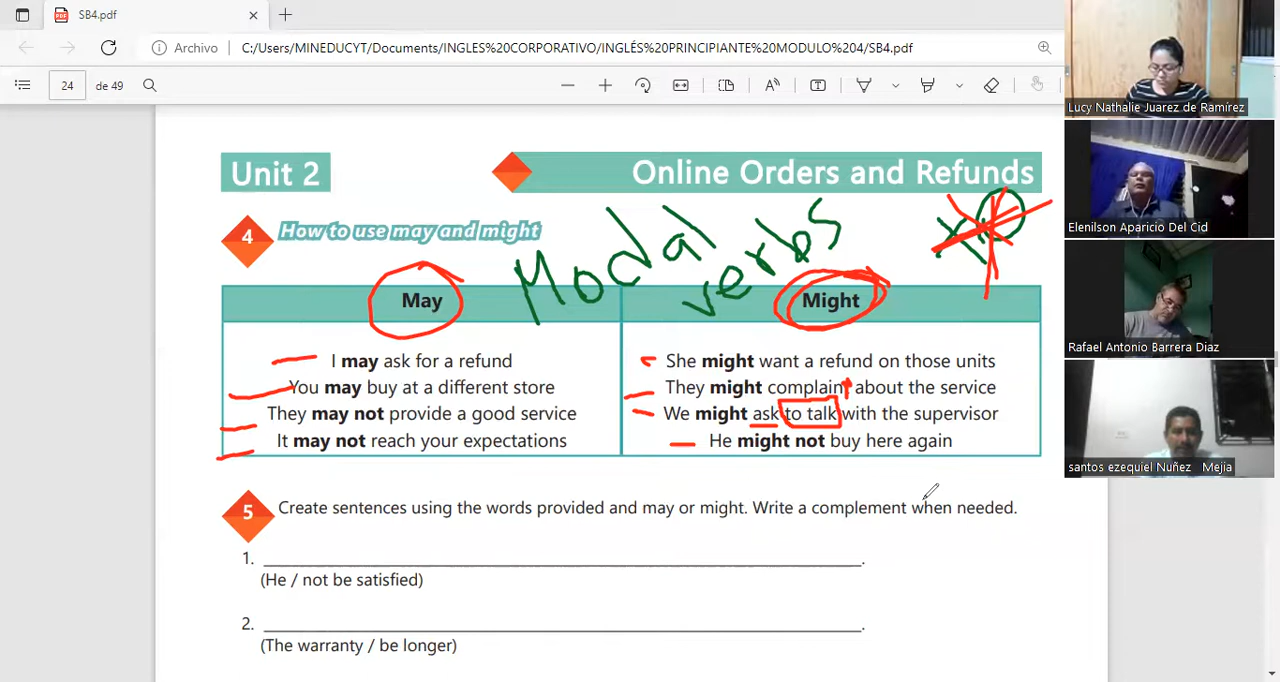 SB4.pdf
Archivo
C:/Users/MINEDUCYT/Documents/INGLES%20CORPORATIVO/INGLÉS%20PRINCIPIANTE%20MODULO%204/SB4.pdf
24 de 49
Unit 2
Online Orders and Refunds
4 How to use may and might
Modal verbs
May
Might
I may ask for a refund
You may buy at a different store
They may not provide a good service
It may not reach your expectations
She might want a refund on those units
They might complaint about the service
We might ask to talk with the supervisor
He might not buy here again
5 Create sentences using the words provided and may or might. Write a complement when needed.
1. ______.
(He / not be satisfied)
2. ______.
(The warranty / be longer)
Lucy Nathalie Juarez de Ramírez
Elenilson Aparicio Del Cid
Rafael Antonio Barrera Diaz
santos ezequiel Nuñez Mejia